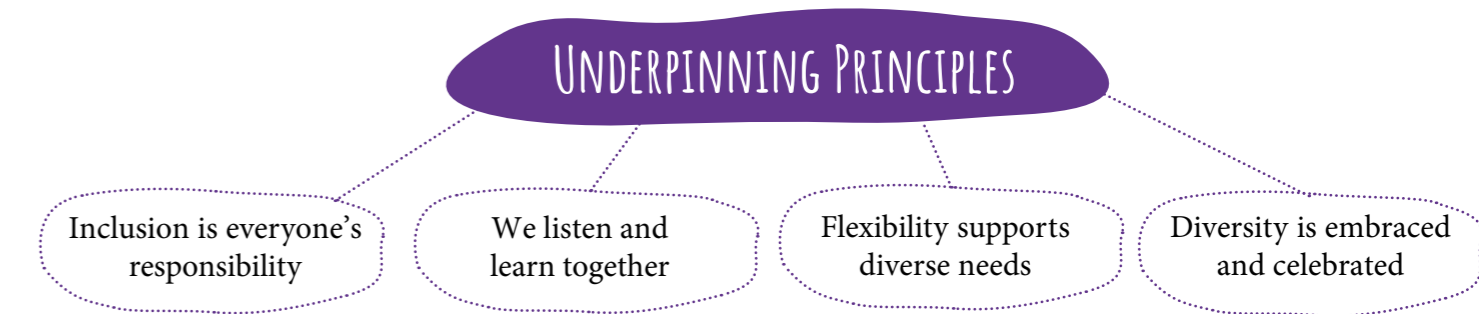 UNDERPINNING PRINCIPLES
Inclusion is everyone’s
responsibility
We listen and
learn together
Flexibility supports
diverse needs
Diversity is embraced
and celebrated